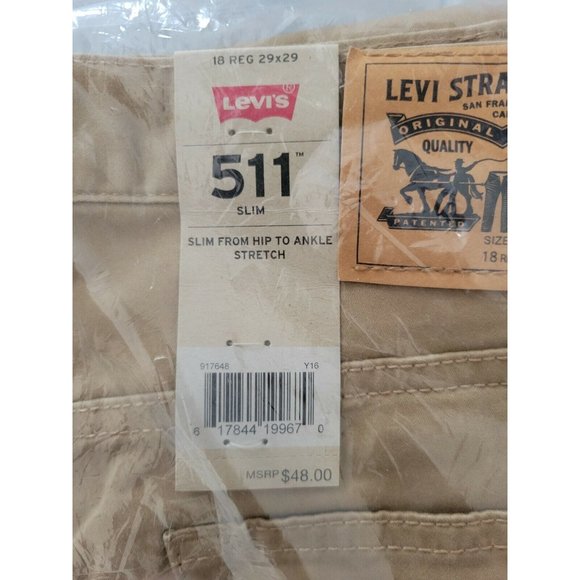 18 REG 29x29
Levi's
511™
SLIM
SLIM FROM HIP TO ANKLE
STRETCH
917648 Y16
6 17844 19967 0
MSRP $48.00
LEVI STRA
SAN FRA
CA
ORIGINAL
QUALITY
PATENTED
SIZE
18 R